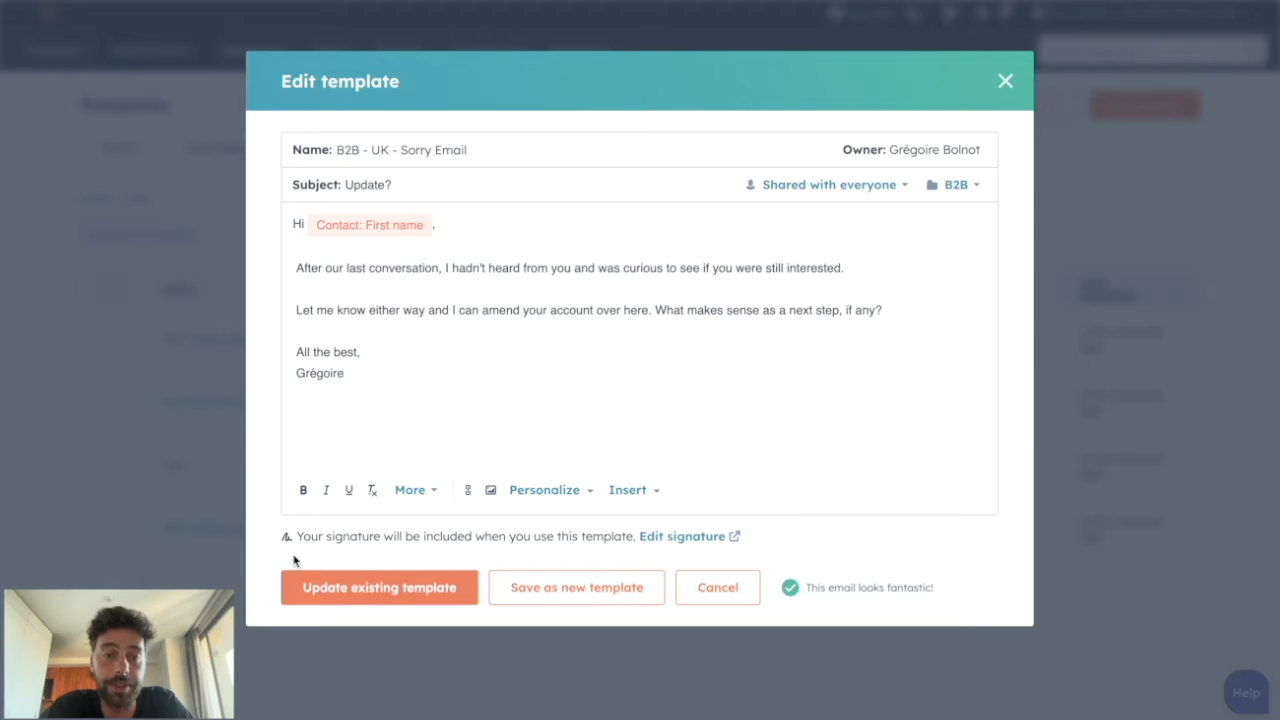 Edit template
Name: B2B - UK - Sorry Email
Owner: Grégoire Bolnot
Subject: Update?
Shared with everyone
B2B
Hi Contact: First name ,
After our last conversation, I hadn't heard from you and was curious to see if you were still interested.
Let me know either way and I can amend your account over here. What makes sense as a next step, if any?
All the best,
Grégoire
B I U Tx More Personalize Insert
Your signature will be included when you use this template. Edit signature
Update existing template
Save as new template
Cancel
This email looks fantastic!
Help